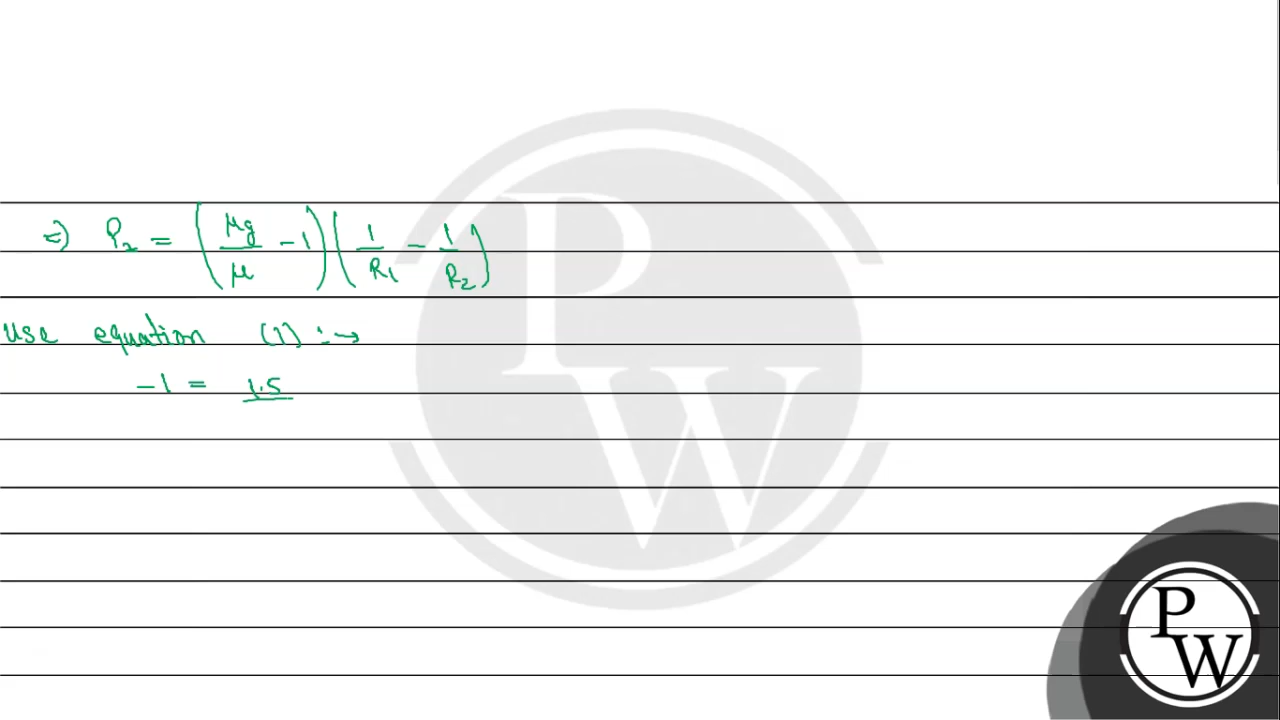 =) P₂ = (μg/μ - 1) (1/R₁ - 1/R₂)
use equation (1) :→
-1 = 1.5
P
W
P
W